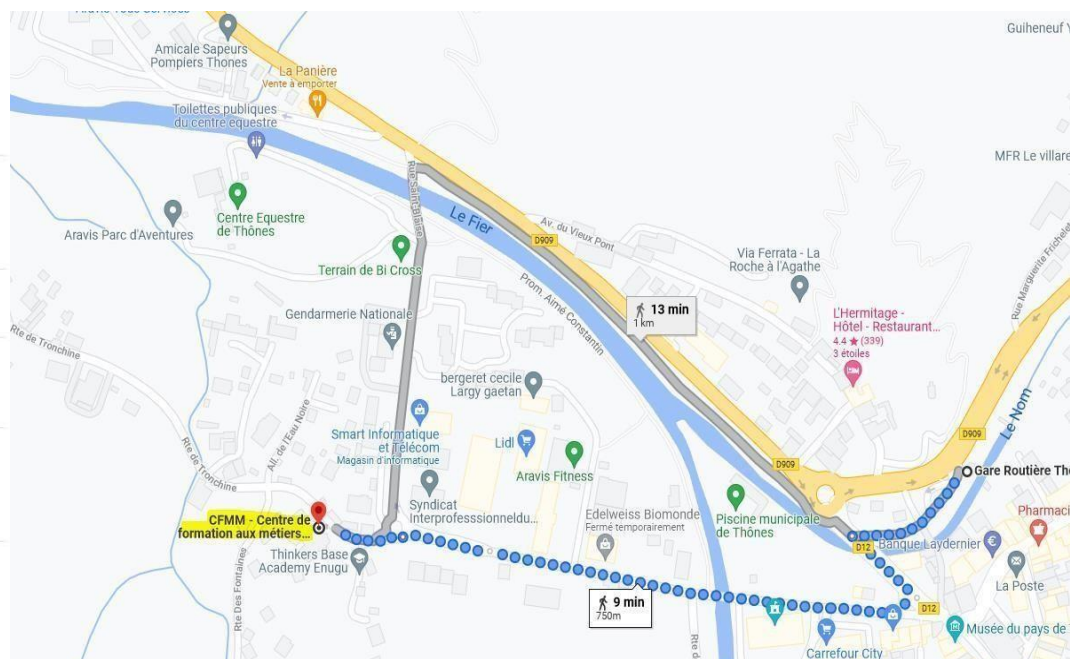 Guiheneuf Y
Amicale Sapeurs
Pompiers Thones
La Panière
Vente à emporter
Toilettes publiques
du centre equestre
MFR Le villare
Rue Saint-Blaise
Centre Equestre
de Thônes
Le Fier
Av. du Vieux Pont
Aravis Parc d'Aventures
D909
Terrain de Bi Cross
Via Ferrata - La
Roche à l'Agathe
Rue Marguerite Frichelet
Prom. Aimé Constantin
13 min
1 km
Gendarmerie Nationale
L'Hermitage -
Hôtel - Restaurant...
4.4 ★ (339)
3 étoiles
Rte de Tronchine
bergeret cecile
Largy gaetan
All. de l'Eau Noire
Le Nom
Smart Informatique
et Télécom
Magasin d'informatique
Lidl
D909
Rte de Tronchine
Aravis Fitness
D909
Gare Routière Th
Syndicat
Interprofesssionneldu...
Piscine municipale
de Thônes
Edelweiss Biomonde
Fermé temporairement
Pharmaci
CFMM - Centre de
formation aux métiers...
D12
Banque Laydernier
Thinkers Base
Academy Enugu
La Poste
Rte Des Fontaines
9 min
750m
D12
Musée du pays de
Rte d
Carrefour City